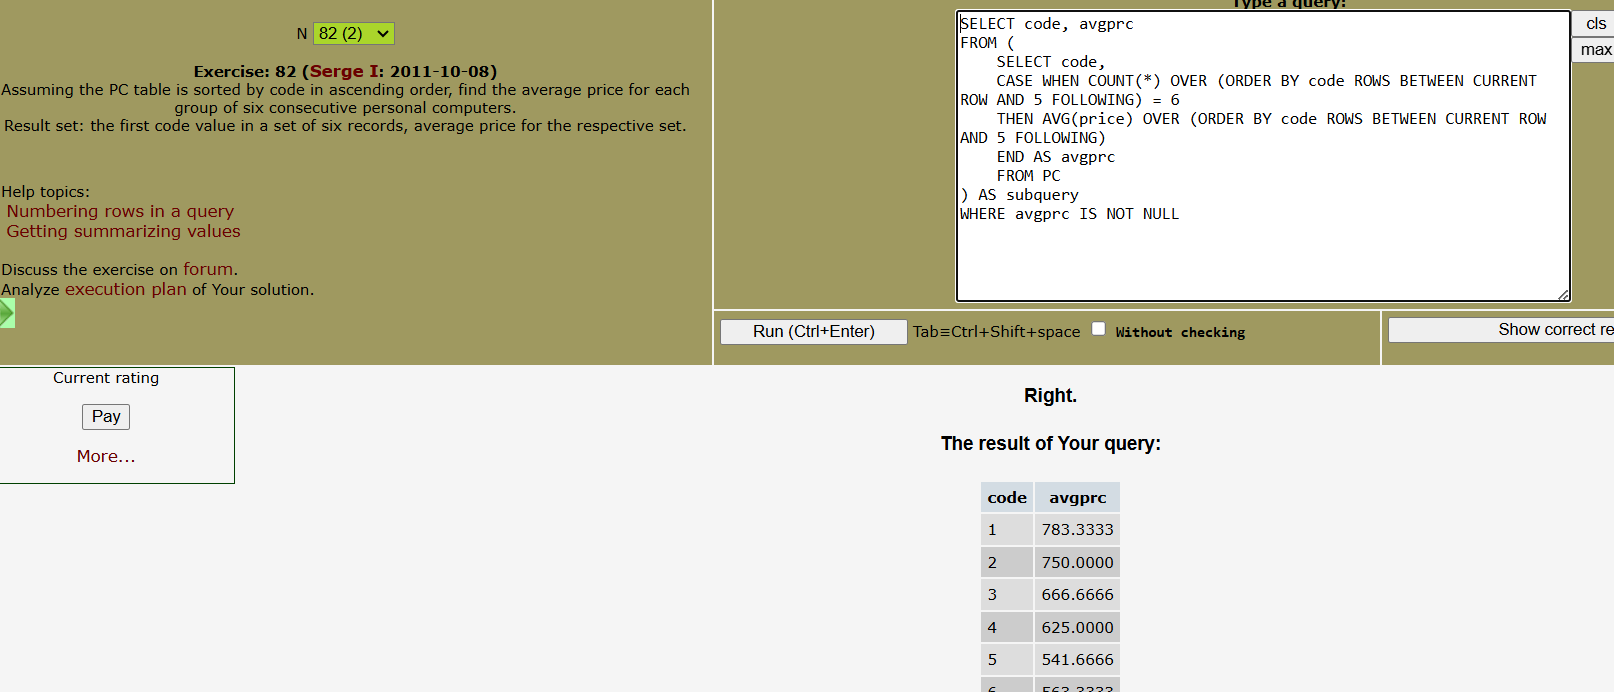 N 82 (2)
Exercise: 82 (Serge I: 2011-10-08)
Assuming the PC table is sorted by code in ascending order, find the average price for each
group of six consecutive personal computers.
Result set: the first code value in a set of six records, average price for the respective set.
Help topics:
Numbering rows in a query
Getting summarizing values
Discuss the exercise on forum.
Analyze execution plan of Your solution.
Type a query:
SELECT code, avgprc
FROM (
    SELECT code,
    CASE WHEN COUNT(*) OVER (ORDER BY code ROWS BETWEEN CURRENT
ROW AND 5 FOLLOWING) = 6
    THEN AVG(price) OVER (ORDER BY code ROWS BETWEEN CURRENT ROW
AND 5 FOLLOWING)
    END AS avgprc
    FROM PC
) AS subquery
WHERE avgprc IS NOT NULL
cls
max
Run (Ctrl+Enter) Tab≡Ctrl+Shift+space Without checking
Show correct re
Current rating
Pay
More...
Right.
The result of Your query:
code avgprc
1 783.3333
2 750.0000
3 666.6666
4 625.0000
5 541.6666
6 563.3333